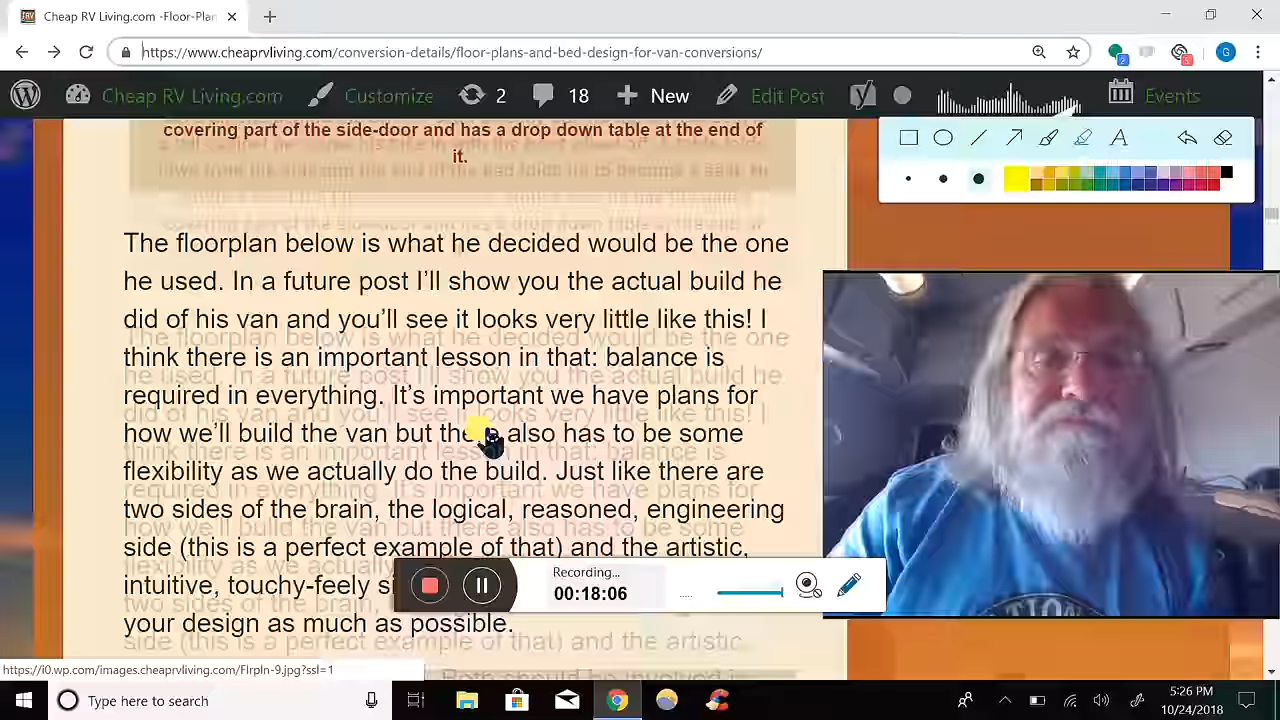 Cheap RV Living.com -Floor-Plan
https://www.cheaprvliving.com/conversion-details/floor-plans-and-bed-design-for-van-conversions/
2
5
G
Cheap RV Living.com
Customize
2
18
New
Edit Post
Events
A
covering part of the side-door and has a drop down table at the end of
it.
The floorplan below is what he decided would be the one
he used. In a future post I’ll show you the actual build he
did of his van and you’ll see it looks very little like this! I
think there is an important lesson in that: balance is
required in everything. It’s important we have plans for
how we’ll build the van but there also has to be some
flexibility as we actually do the build. Just like there are
two sides of the brain, the logical, reasoned, engineering
side (this is a perfect example of that) and the artistic,
intuitive, touchy-feely
your design as much as possible.
Recording...
00:18:06
https://i0.wp.com/images.cheaprvliving.com/Flrpln-9.jpg?ssl=1
Type here to search
5:26 PM
10/24/2018